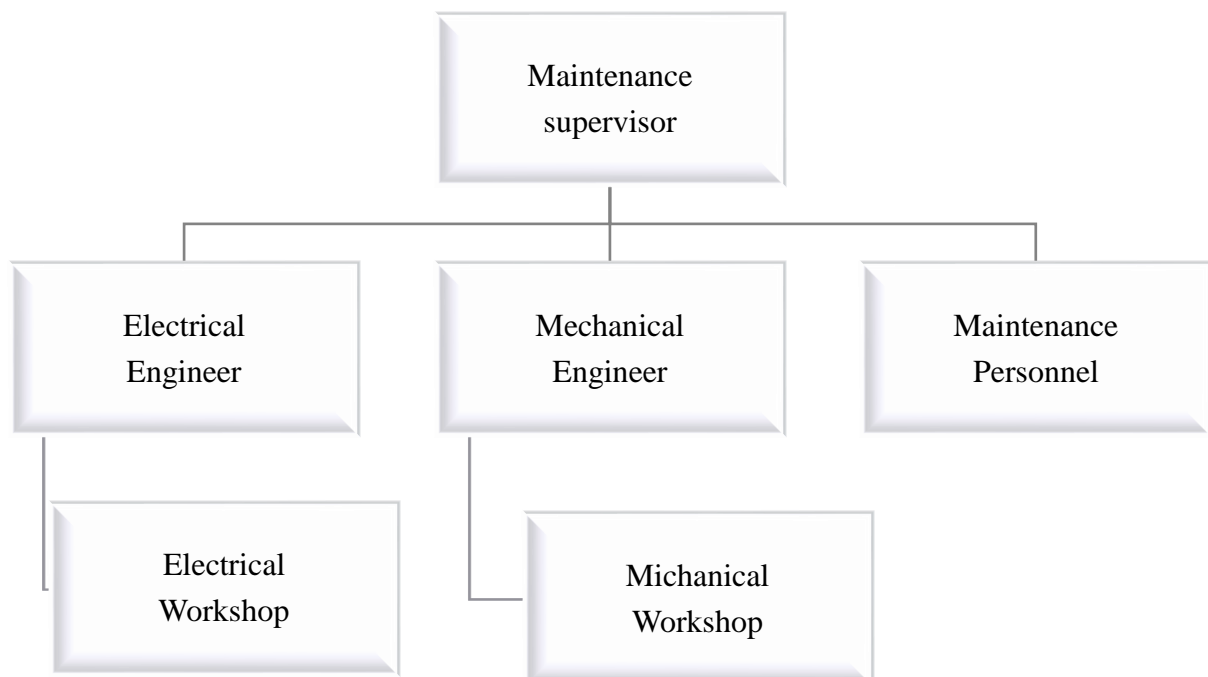 Maintenance
supervisor
Electrical
Engineer
Mechanical
Engineer
Maintenance
Personnel
Electrical
Workshop
Michanical
Workshop